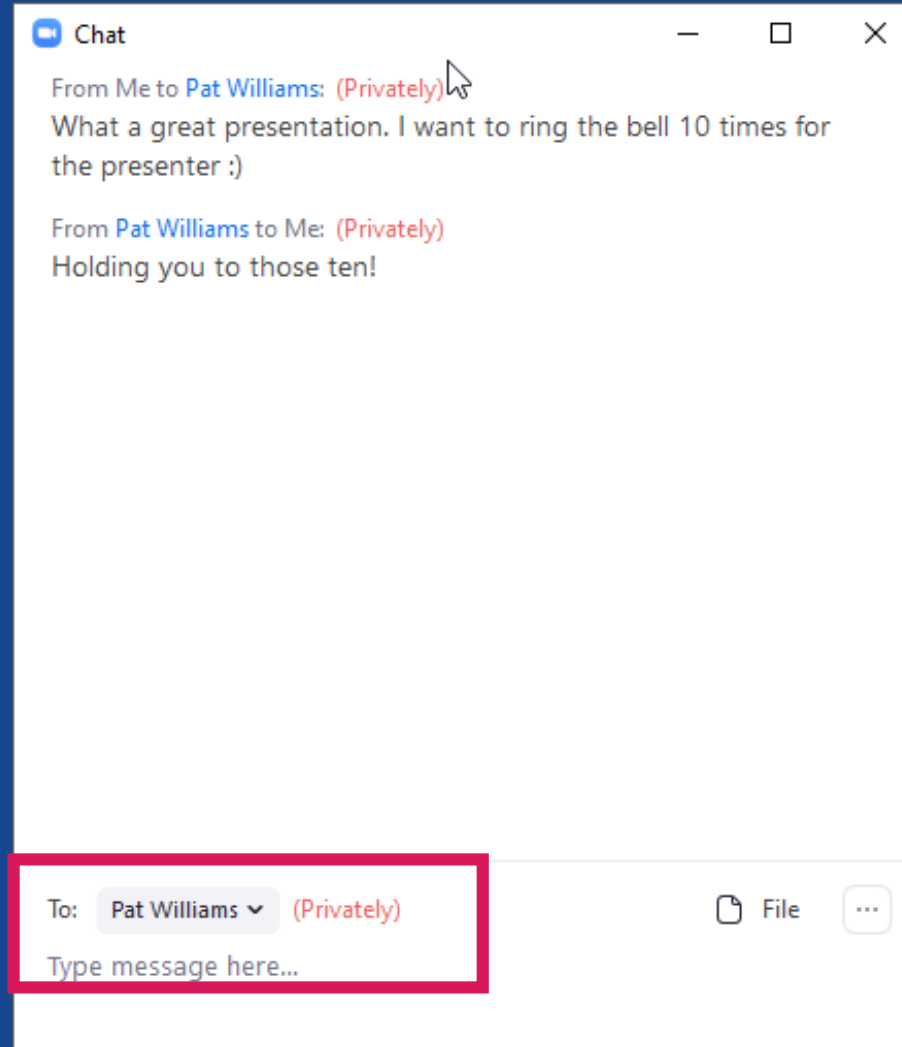 Chat
From Me to Pat Williams: (Privately)
What a great presentation. I want to ring the bell 10 times for
the presenter :)
From Pat Williams to Me: (Privately)
Holding you to those ten!
To: Pat Williams (Privately) File ...
Type message here...